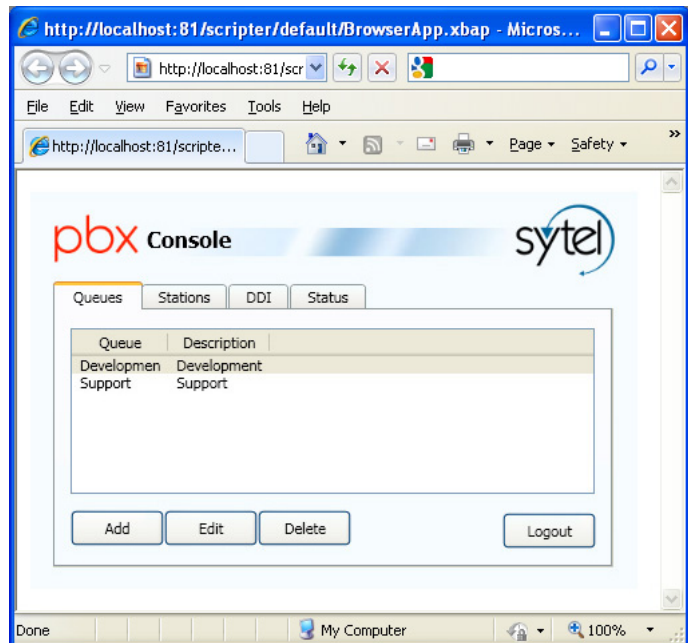 http://localhost:81/scripter/default/BrowserApp.xbap - Micros...
http://localhost:81/scr
File Edit View Favorites Tools Help
http://localhost:81/scripte...
Page Safety »
pbx Console
sytel
Queues Stations DDI Status
Queue Description
Developmen Development
Support Support
Add Edit Delete Logout
Done My Computer 100%